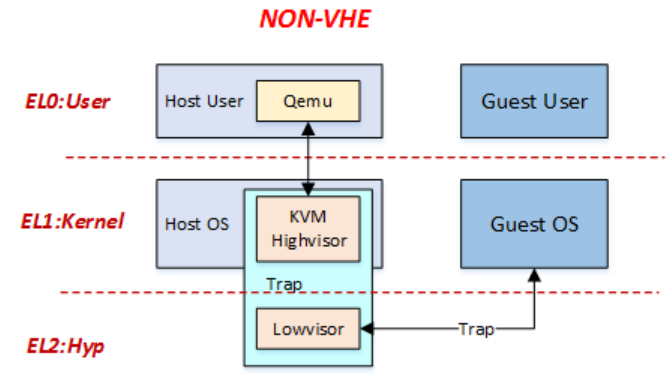 NON-VHE
EL0:User
Host User
Qemu
Guest User
EL1:Kernel
Host OS
KVM
Highvisor
Guest OS
Trap
EL2:Hyp
Lowvisor
Trap